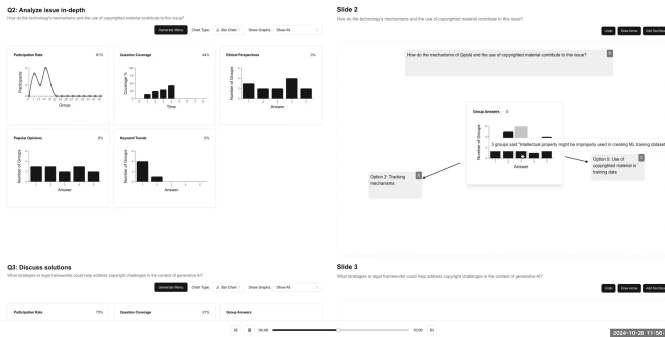 Q2: Analyze issue in-depth
How do the technology's mechanisms and the use of copyrighted material contribute to this issue?
Generate Menu
Chart Type:
Bar Chart
Show Graphs:
Show All
Participation Rate
91%
Participants
Group
Question Coverage
44%
Coverage %
Time
Ethical Perspectives
Number of Groups
Answer
Popular Opinions
Number of Groups
Answer
Keyword Trends
Number of Groups
Answer
Slide 2
How do the technology's mechanisms and the use of copyrighted material contribute to this issue?
Undo
Draw Arrow
Add Text Box
How do the mechanisms of GenAI and the use of copyrighted material contribute to this issue?
X
Group Answers
Number of Groups
5 groups said "Intellectual property might be improperly used in creating ML training dataset
Answer
Option 2: Tracking
mechanisms
X
Option 5: Use of
copyrighted material in
training data
X
Q3: Discuss solutions
What strategies or legal frameworks could help address copyright challenges in the context of generative AI?
Generate Menu
Chart Type:
Bar Chart
Show Graphs:
Show All
Participation Rate
73%
Question Coverage
27%
Group Answers
Slide 3
What strategies or legal frameworks could help address copyright challenges in the context of generative AI?
Undo
Draw Arrow
Add Text Box
10:00
2024-10-28 11:56: